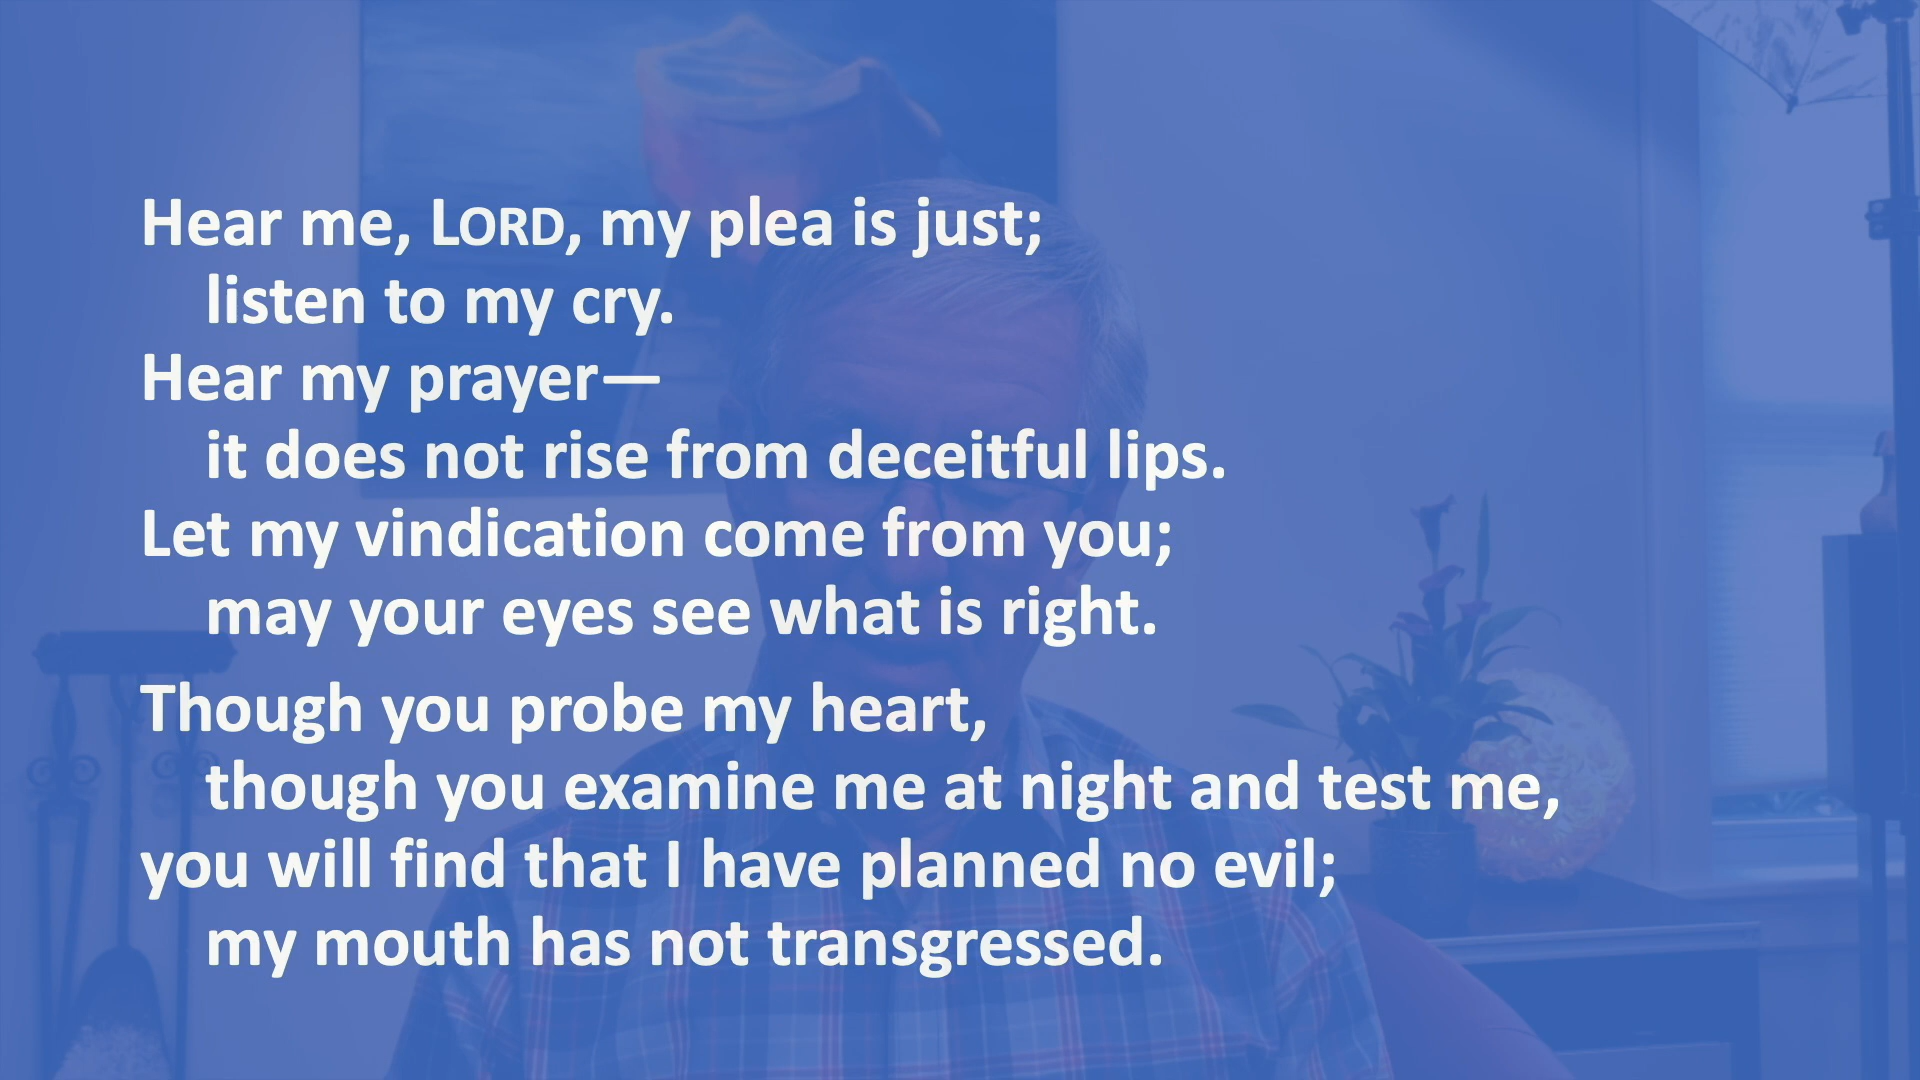 Hear me, LORD, my plea is just;
listen to my cry.
Hear my prayer—
it does not rise from deceitful lips.
Let my vindication come from you;
may your eyes see what is right.
Though you probe my heart,
though you examine me at night and test me,
you will find that I have planned no evil;
my mouth has not transgressed.